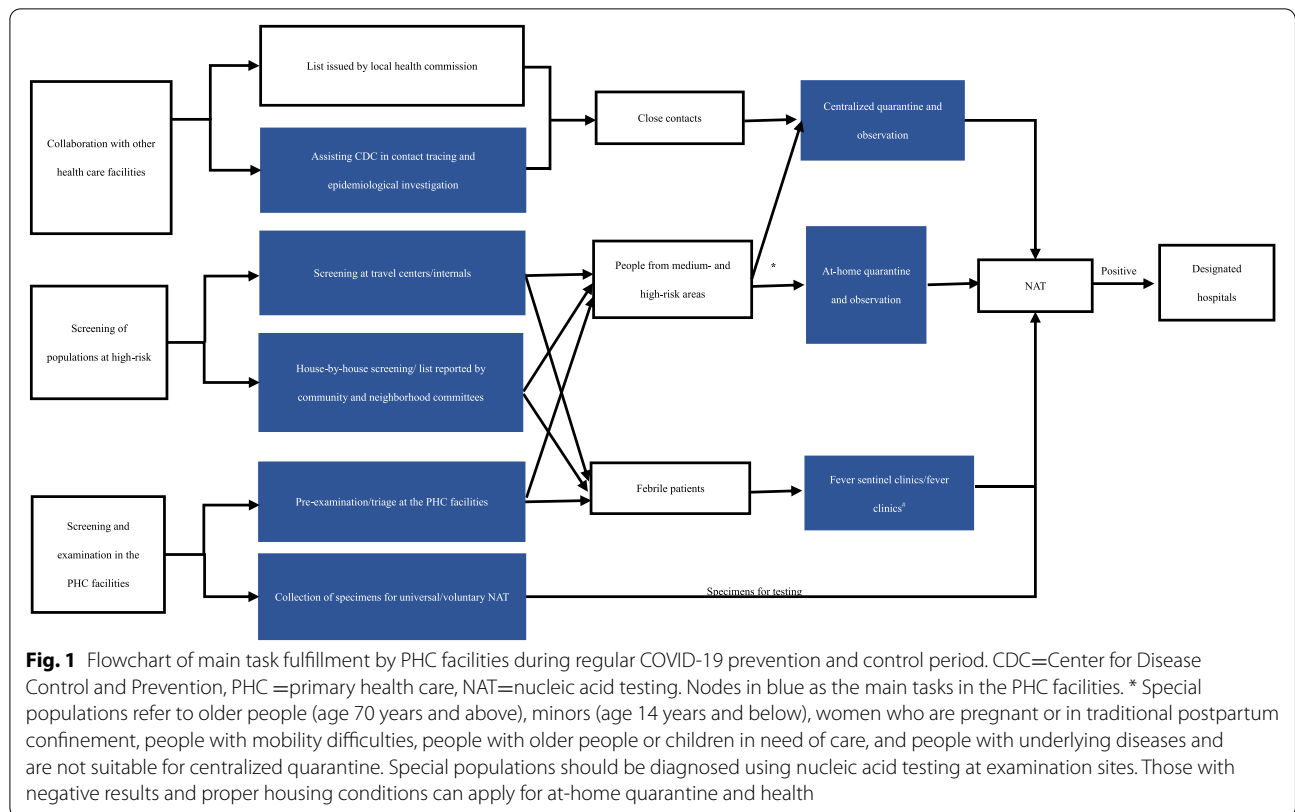 List issued by local health commission
Collaboration with other
health care facilities
Assisting CDC in contact tracing and
epidemiological investigation
Close contacts
Centralized quarantine and
observation
Screening of
populations at high-risk
Screening at travel centers/internals
House-by-house screening/ list reported by
community and neighborhood committees
People from medium- and
high-risk areas
*
At-home quarantine
and observation
NAT
Positive
Designated
hospitals
Screening and
examination in the
PHC facilities
Pre-examination/triage at the PHC facilities
Collection of specimens for universal/voluntary NAT
Febrile patients
Fever sentinel clinics/fever
clinics#
Specimens for testing
Fig. 1 Flowchart of main task fulfillment by PHC facilities during regular COVID-19 prevention and control period. CDC=Center for Disease
Control and Prevention, PHC =primary health care, NAT=nucleic acid testing. Nodes in blue as the main tasks in the PHC facilities. * Special
populations refer to older people (age 70 years and above), minors (age 14 years and below), women who are pregnant or in traditional postpartum
confinement, people with mobility difficulties, people with older people or children in need of care, and people with underlying diseases and
are not suitable for centralized quarantine. Special populations should be diagnosed using nucleic acid testing at examination sites. Those with
negative results and proper housing conditions can apply for at-home quarantine and health